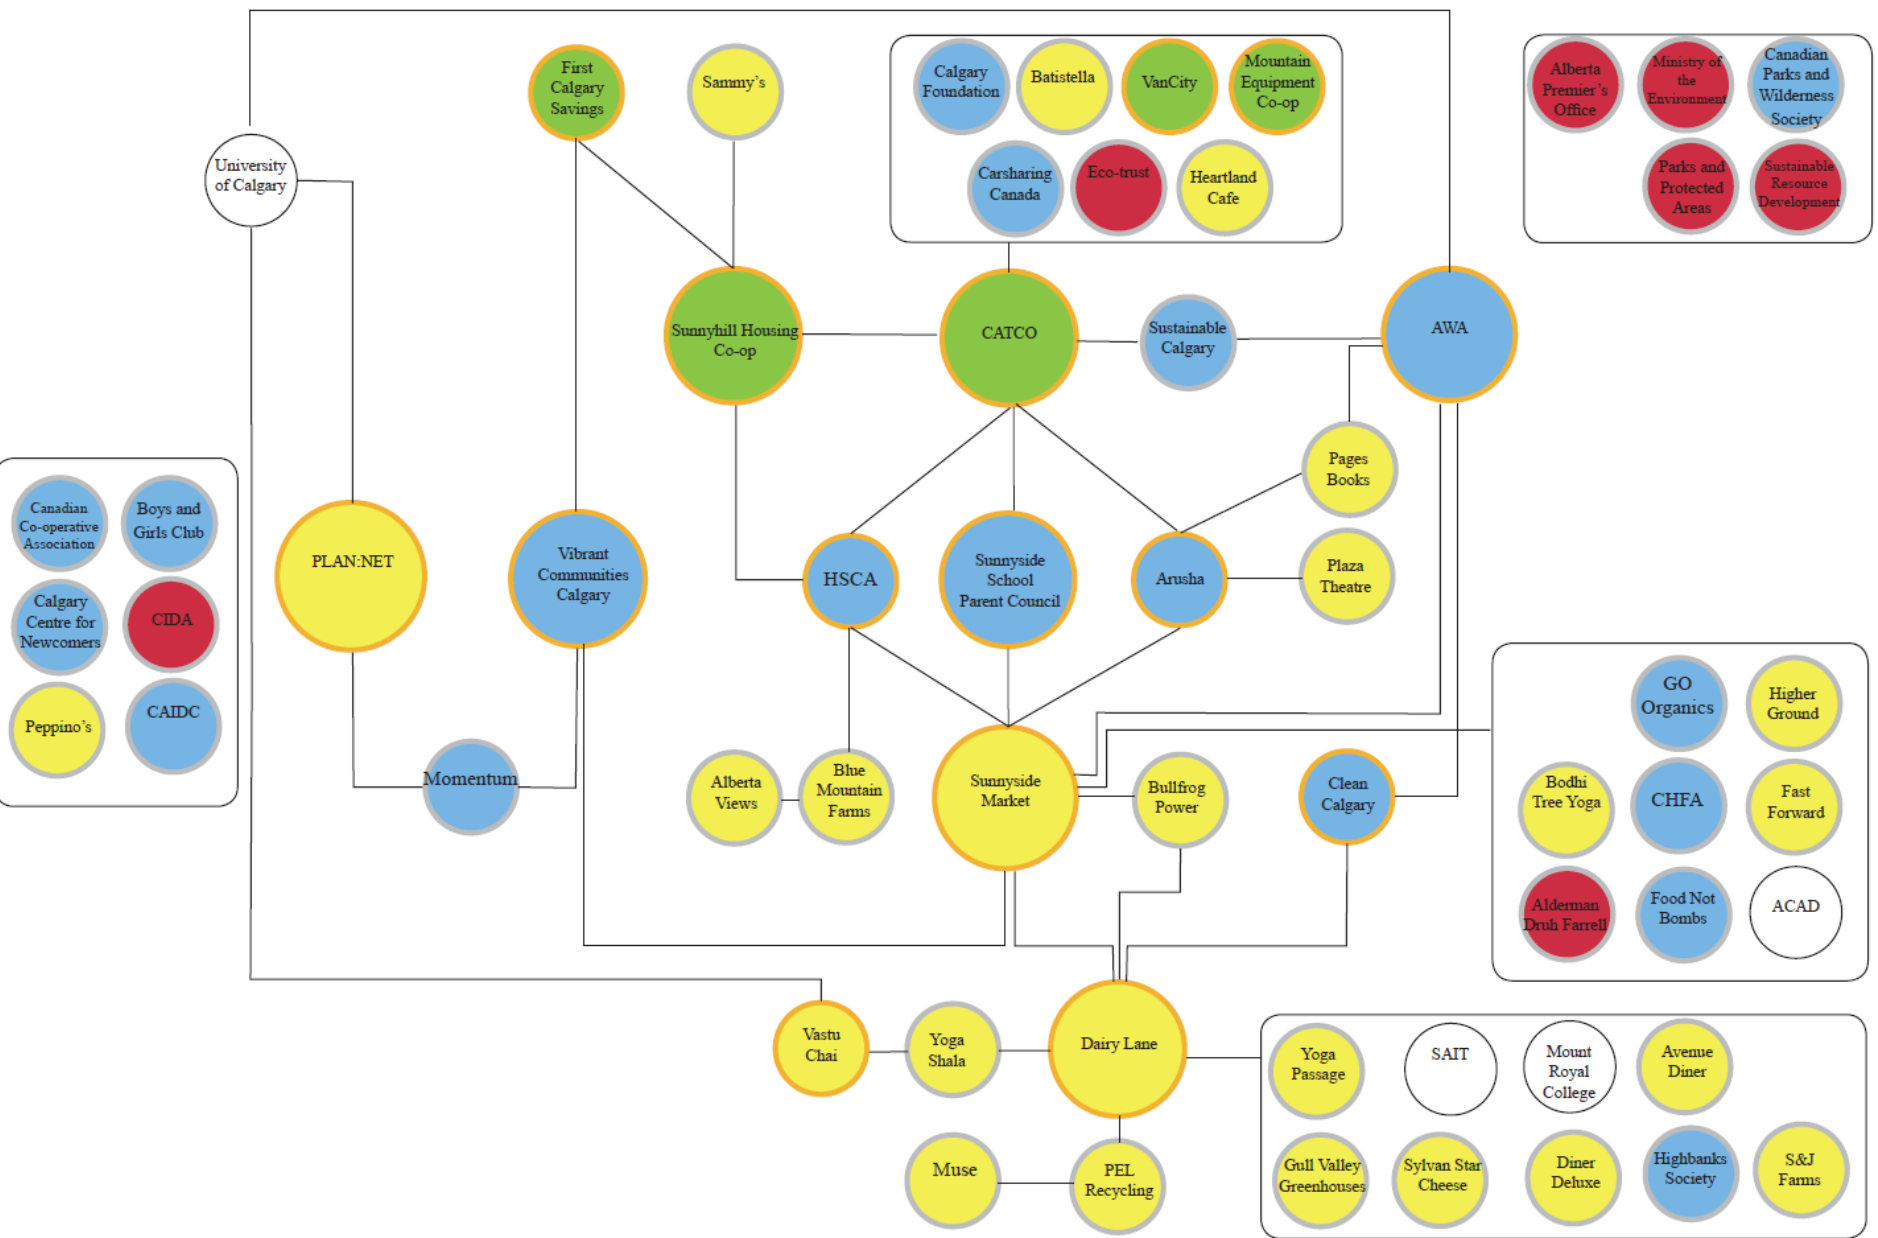 First
Calgary
Savings
Sammy's
Calgary
Foundation
Batistella
VanCity
Mountain
Equipment
Co-op
Carsharing
Canada
Eco-trust
Heartland
Cafe
Alberta
Premier's
Office
Ministry of
the
Environment
Canadian
Parks and
Wilderness
Society
Parks and
Protected
Areas
Sustainable
Resource
Development
University
of Calgary
Sunnyhill Housing
Co-op
CATCO
Sustainable
Calgary
AWA
Pages
Books
Canadian
Co-operative
Association
Boys and
Girls Club
Calgary
Centre for
Newcomers
CIDA
Peppino's
CAIDC
PLAN:NET
Vibrant
Communities
Calgary
HSCA
Sunnyside
School
Parent Council
Arusha
Plaza
Theatre
Momentum
Alberta
Views
Blue
Mountain
Farms
Sunnyside
Market
Bullfrog
Power
Clean
Calgary
GO
Organics
Higher
Ground
Bodhi
Tree Yoga
CHFA
Fast
Forward
Alderman
Druh Farrell
Food Not
Bombs
ACAD
Vastu
Chai
Yoga
Shala
Dairy Lane
Muse
PEL
Recycling
Yoga
Passage
SAIT
Mount
Royal
College
Avenue
Diner
Gull Valley
Greenhouses
Sylvan Star
Cheese
Diner
Deluxe
Highbanks
Society
S&J
Farms